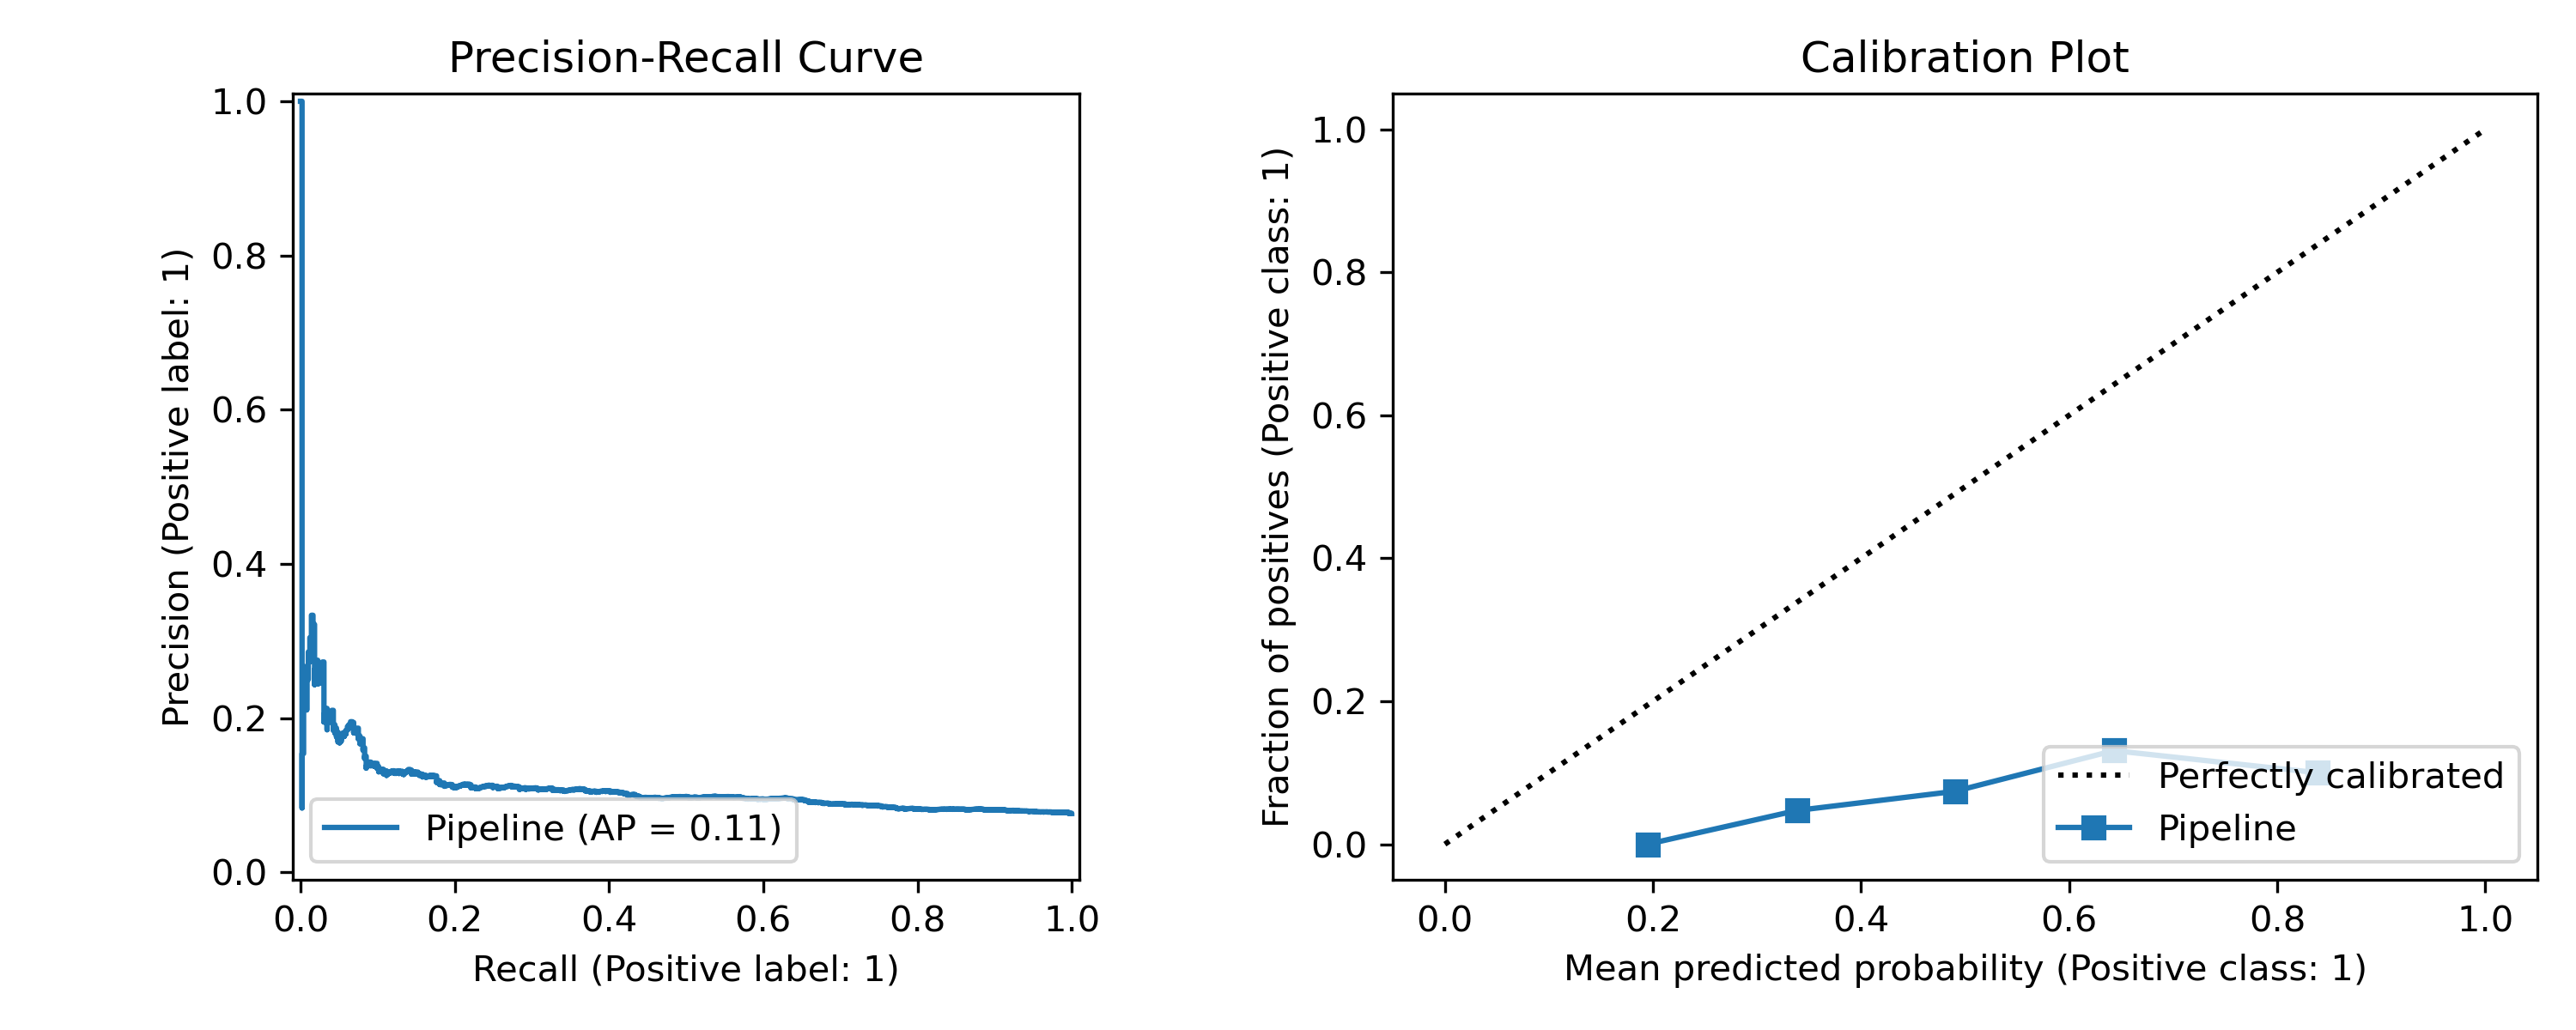 Precision-Recall Curve
Precision (Positive label: 1)
1.0
0.8
0.6
0.4
0.2
0.0
Pipeline (AP = 0.11)
0.0 0.2 0.4 0.6 0.8 1.0
Recall (Positive label: 1)
Calibration Plot
Fraction of positives (Positive class: 1)
1.0
0.8
0.6
0.4
0.2
0.0
Perfectly calibrated
Pipeline
0.0 0.2 0.4 0.6 0.8 1.0
Mean predicted probability (Positive class: 1)